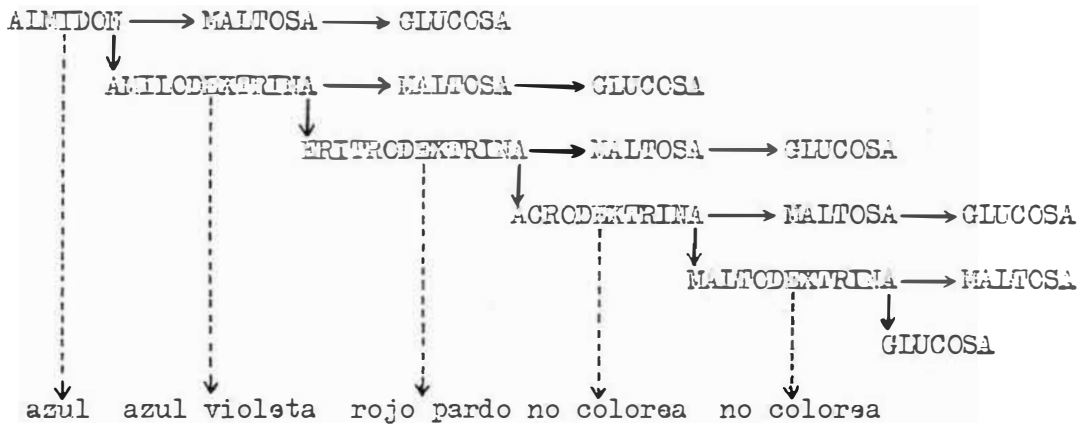 ALMIDON MALTOSA GLUCOSA
AMILODEXTRINA MALTOSA GLUCOSA
ERITRODEXTRINA MALTOSA GLUCOSA
ACRODEXTRINA MALTOSA GLUCOSA
MALTODEXTRINA MALTOSA
GLUCOSA
azul azul violeta rojo pardo no colorea no colorea